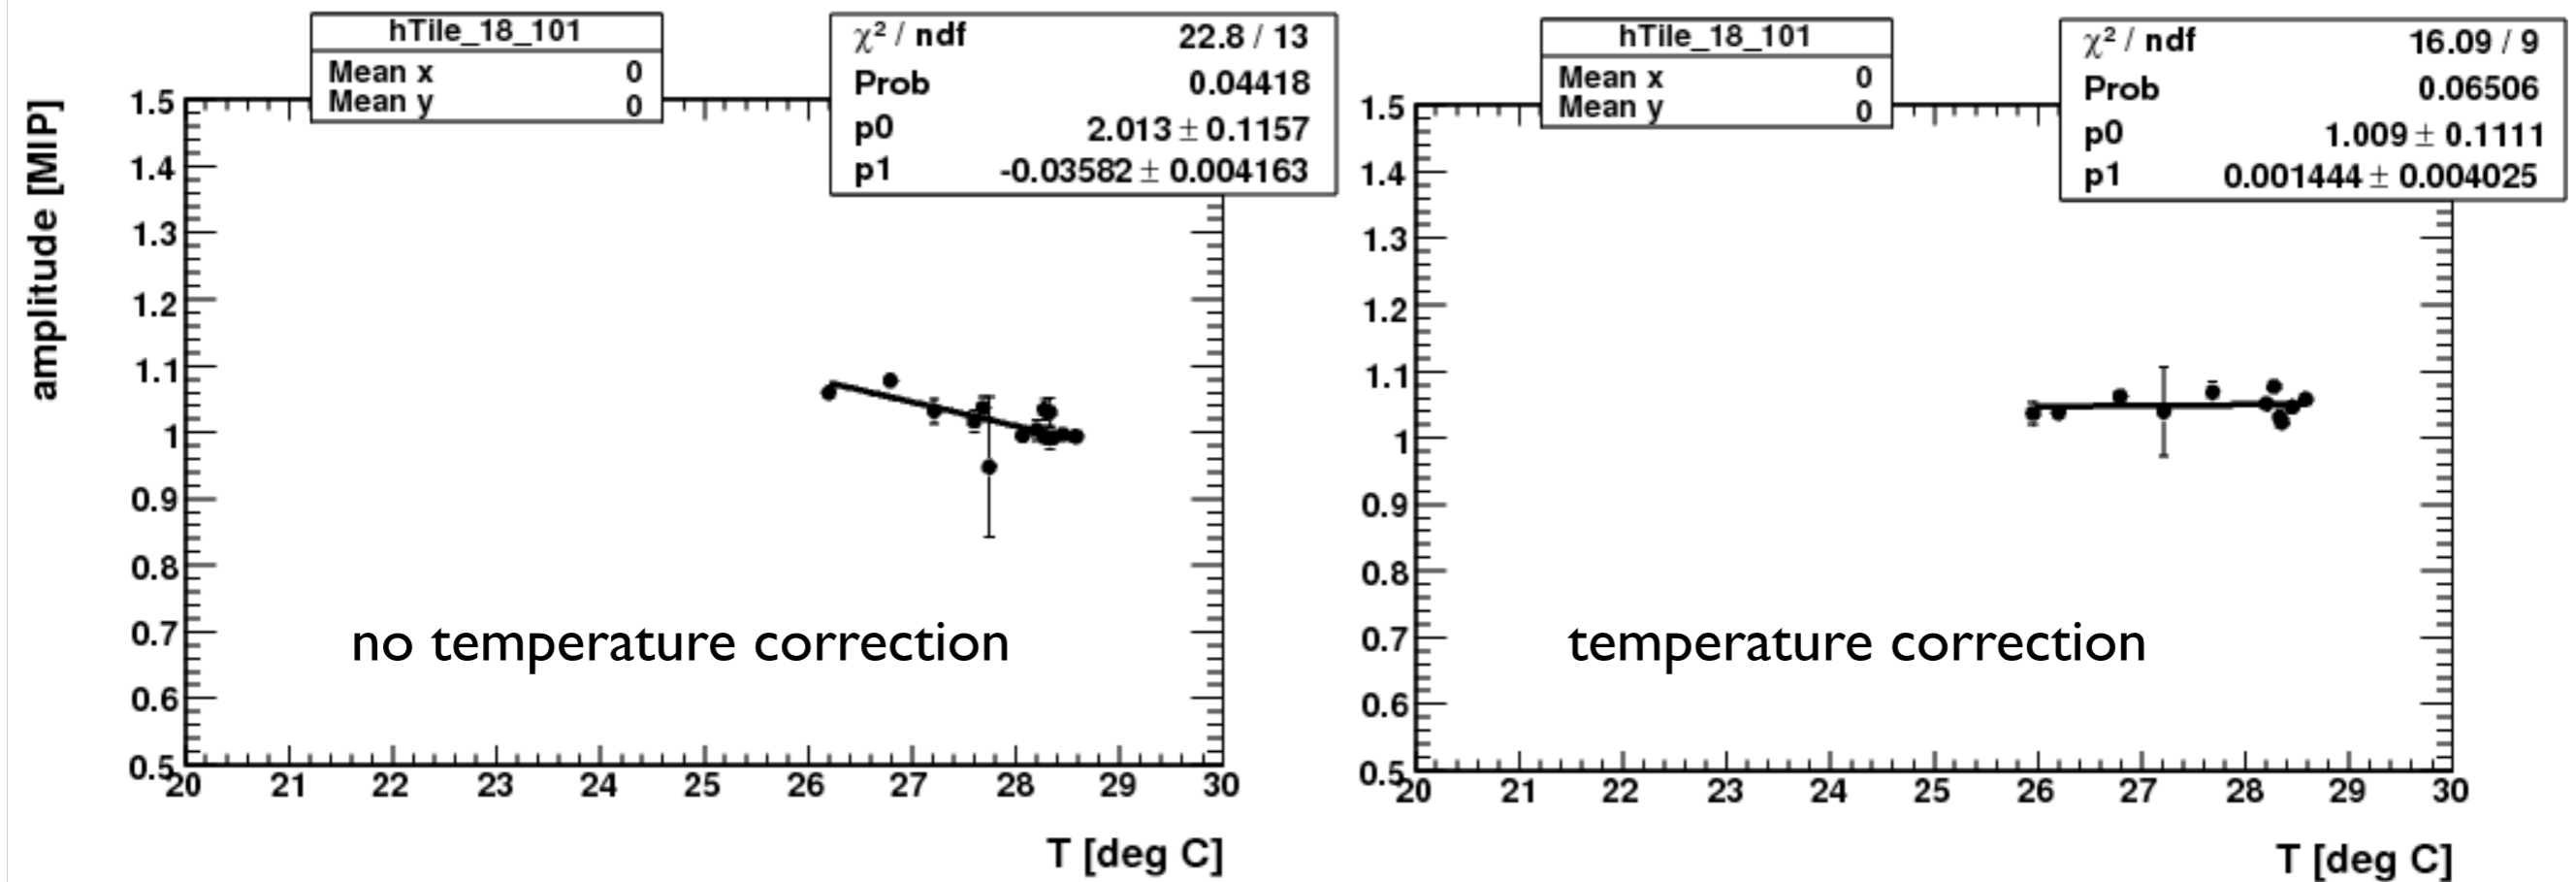 hTile_18_101
Mean x 0
Mean y 0
χ² / ndf 22.8 / 13
Prob 0.04418
p0 2.013 ± 0.1157
p1 -0.03582 ± 0.004163
amplitude [MIP]
1.5
1.4
1.3
1.2
1.1
1
0.9
0.8
0.7
0.6
0.5
no temperature correction
20 21 22 23 24 25 26 27 28 29 30
T [deg C]
hTile_18_101
Mean x 0
Mean y 0
χ² / ndf 16.09 / 9
Prob 0.06506
p0 1.009 ± 0.1111
p1 0.001444 ± 0.004025
1.5
1.4
1.3
1.2
1.1
1
0.9
0.8
0.7
0.6
0.5
temperature correction
20 21 22 23 24 25 26 27 28 29 30
T [deg C]